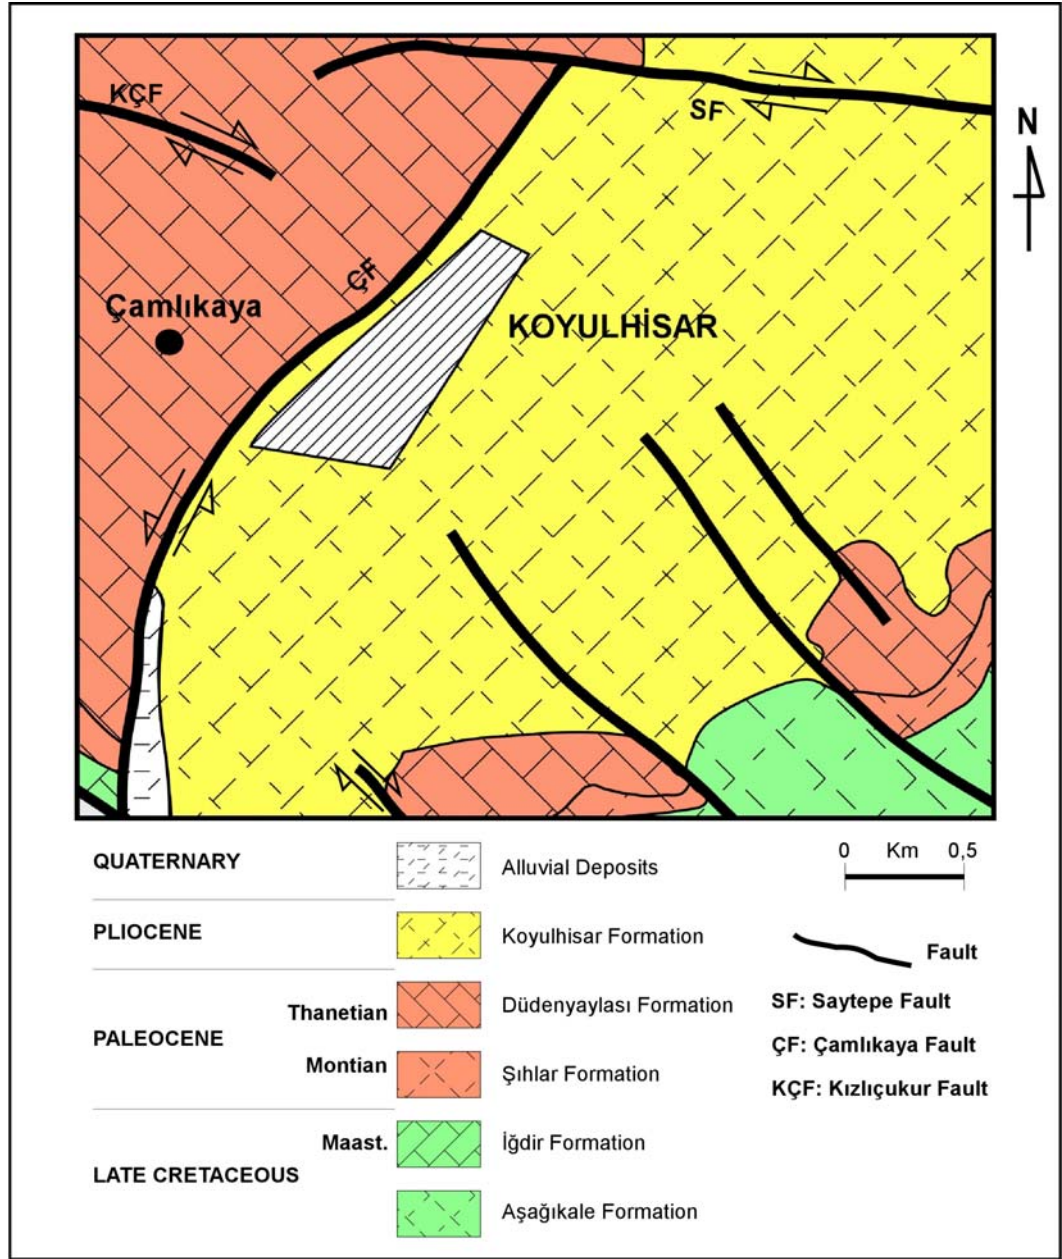 KÇF
SF
N
ÇF
Çamlıkaya
KOYULHİSAR
QUATERNARY
Alluvial Deposits
0 Km 0,5
PLIOCENE
Koyulhisar Formation
Fault
PALEOCENE
Thanetian
Düdenyaylası Formation
SF: Saytepe Fault
ÇF: Çamlıkaya Fault
Montian
Şıhlar Formation
KÇF: Kızlıçukur Fault
LATE CRETACEOUS
Maast.
İğdir Formation
Aşağıkale Formation